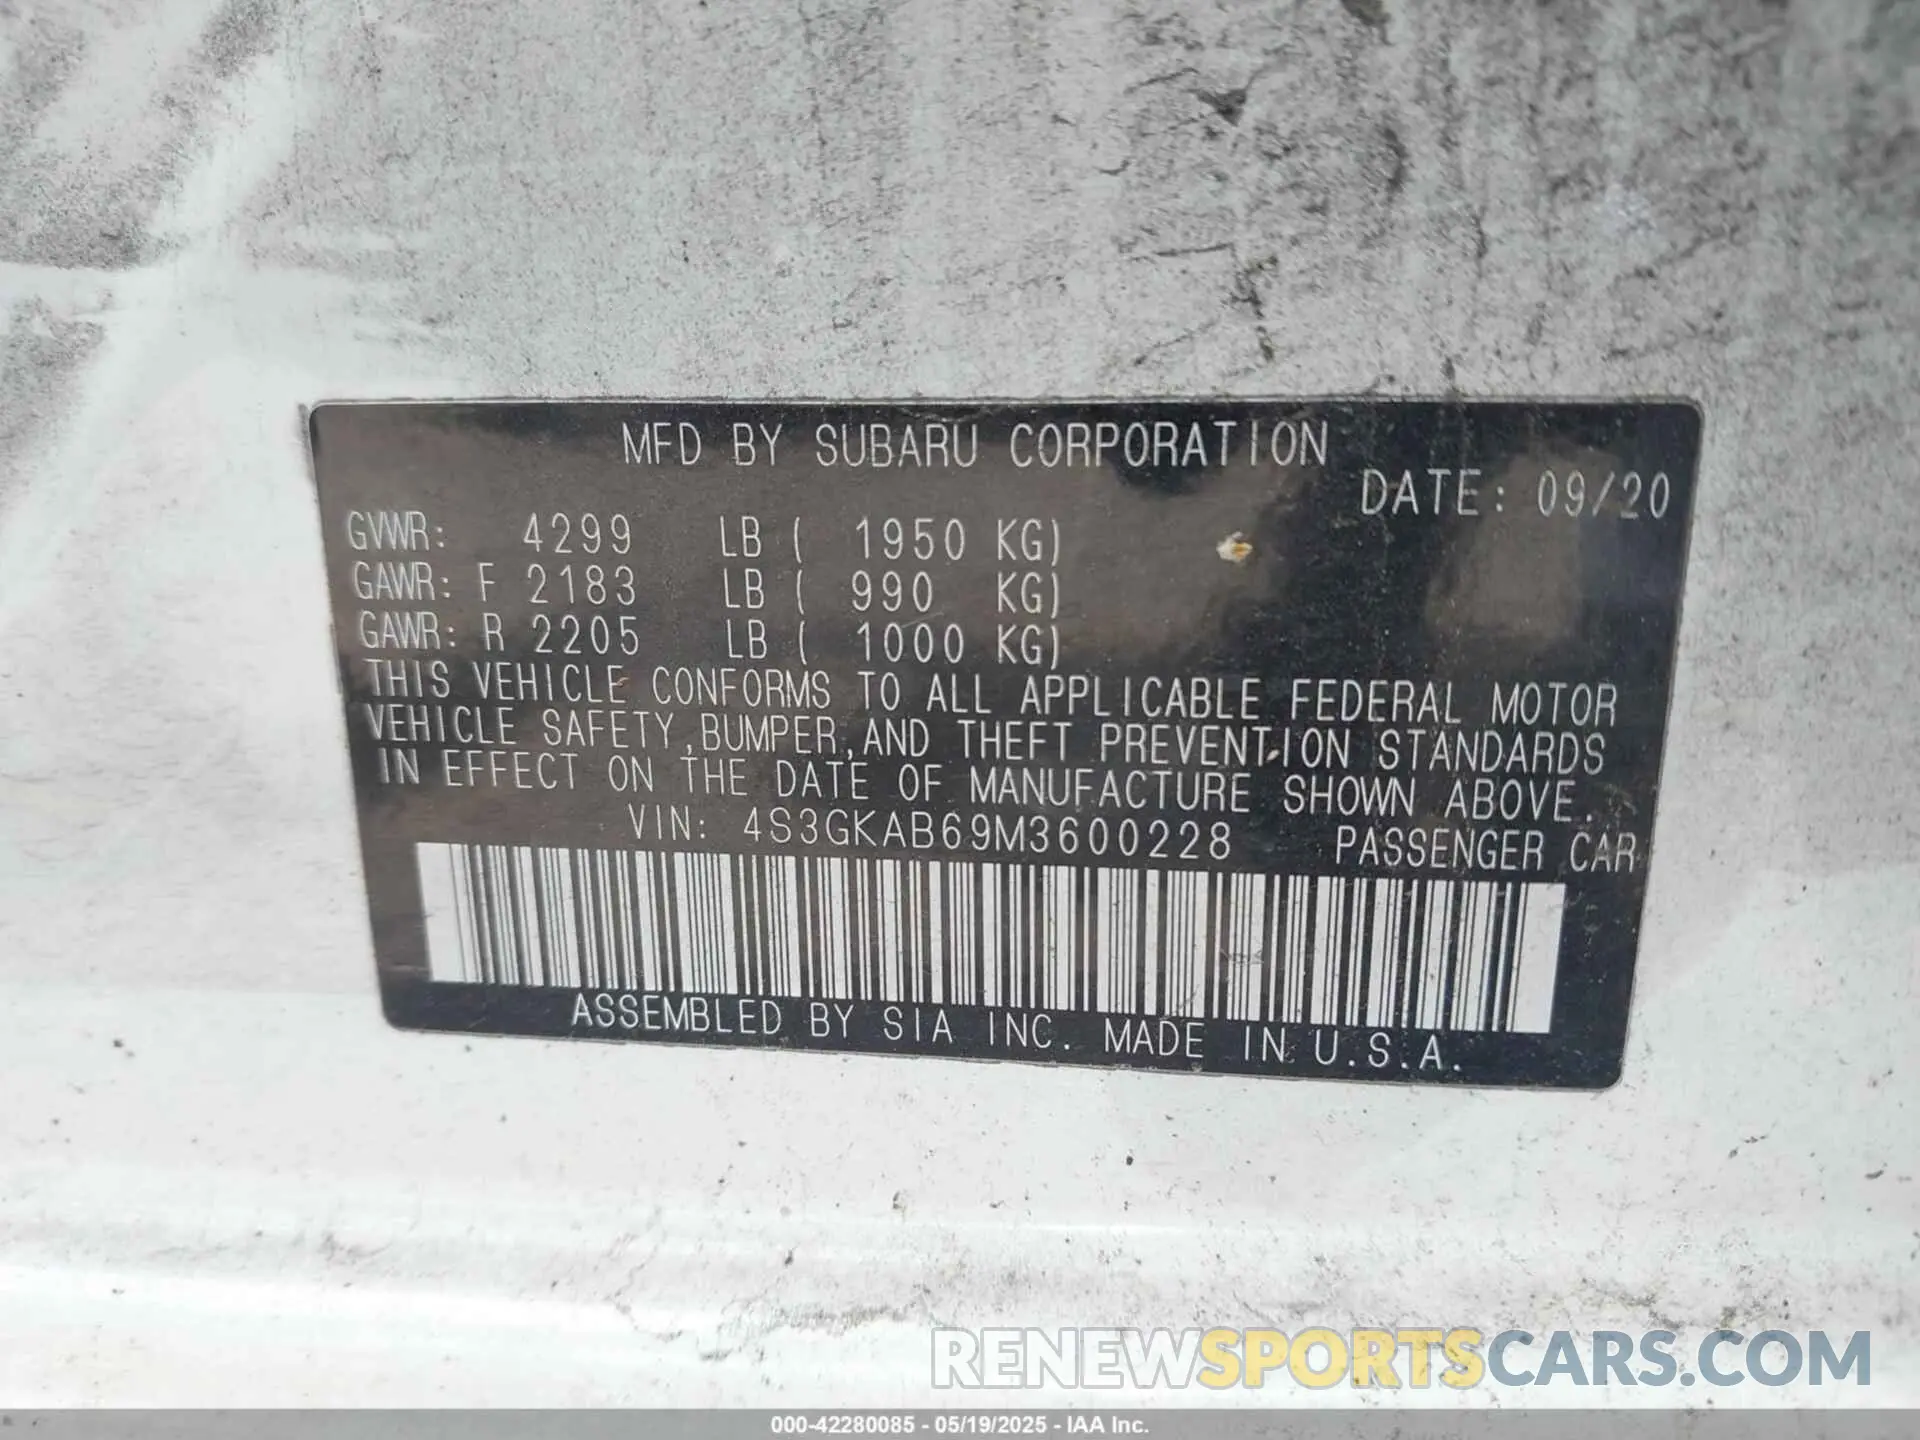 MFD BY SUBARU CORPORATION
DATE: 09/20
GVWR: 4299 LB ( 1950 KG)
GAWR: F 2183 LB ( 990 KG)
GAWR: R 2205 LB ( 1000 KG)
THIS VEHICLE CONFORMS TO ALL APPLICABLE FEDERAL MOTOR
VEHICLE SAFETY,BUMPER,AND THEFT PREVENTION STANDARDS
IN EFFECT ON THE DATE OF MANUFACTURE SHOWN ABOVE.
VIN: 4S3GKAB69M3600228 PASSENGER CAR
ASSEMBLED BY SIA INC. MADE IN U.S.A.
RENEWSPORTSCARS.COM
000-42280085 - 05/19/2025 - IAA Inc.